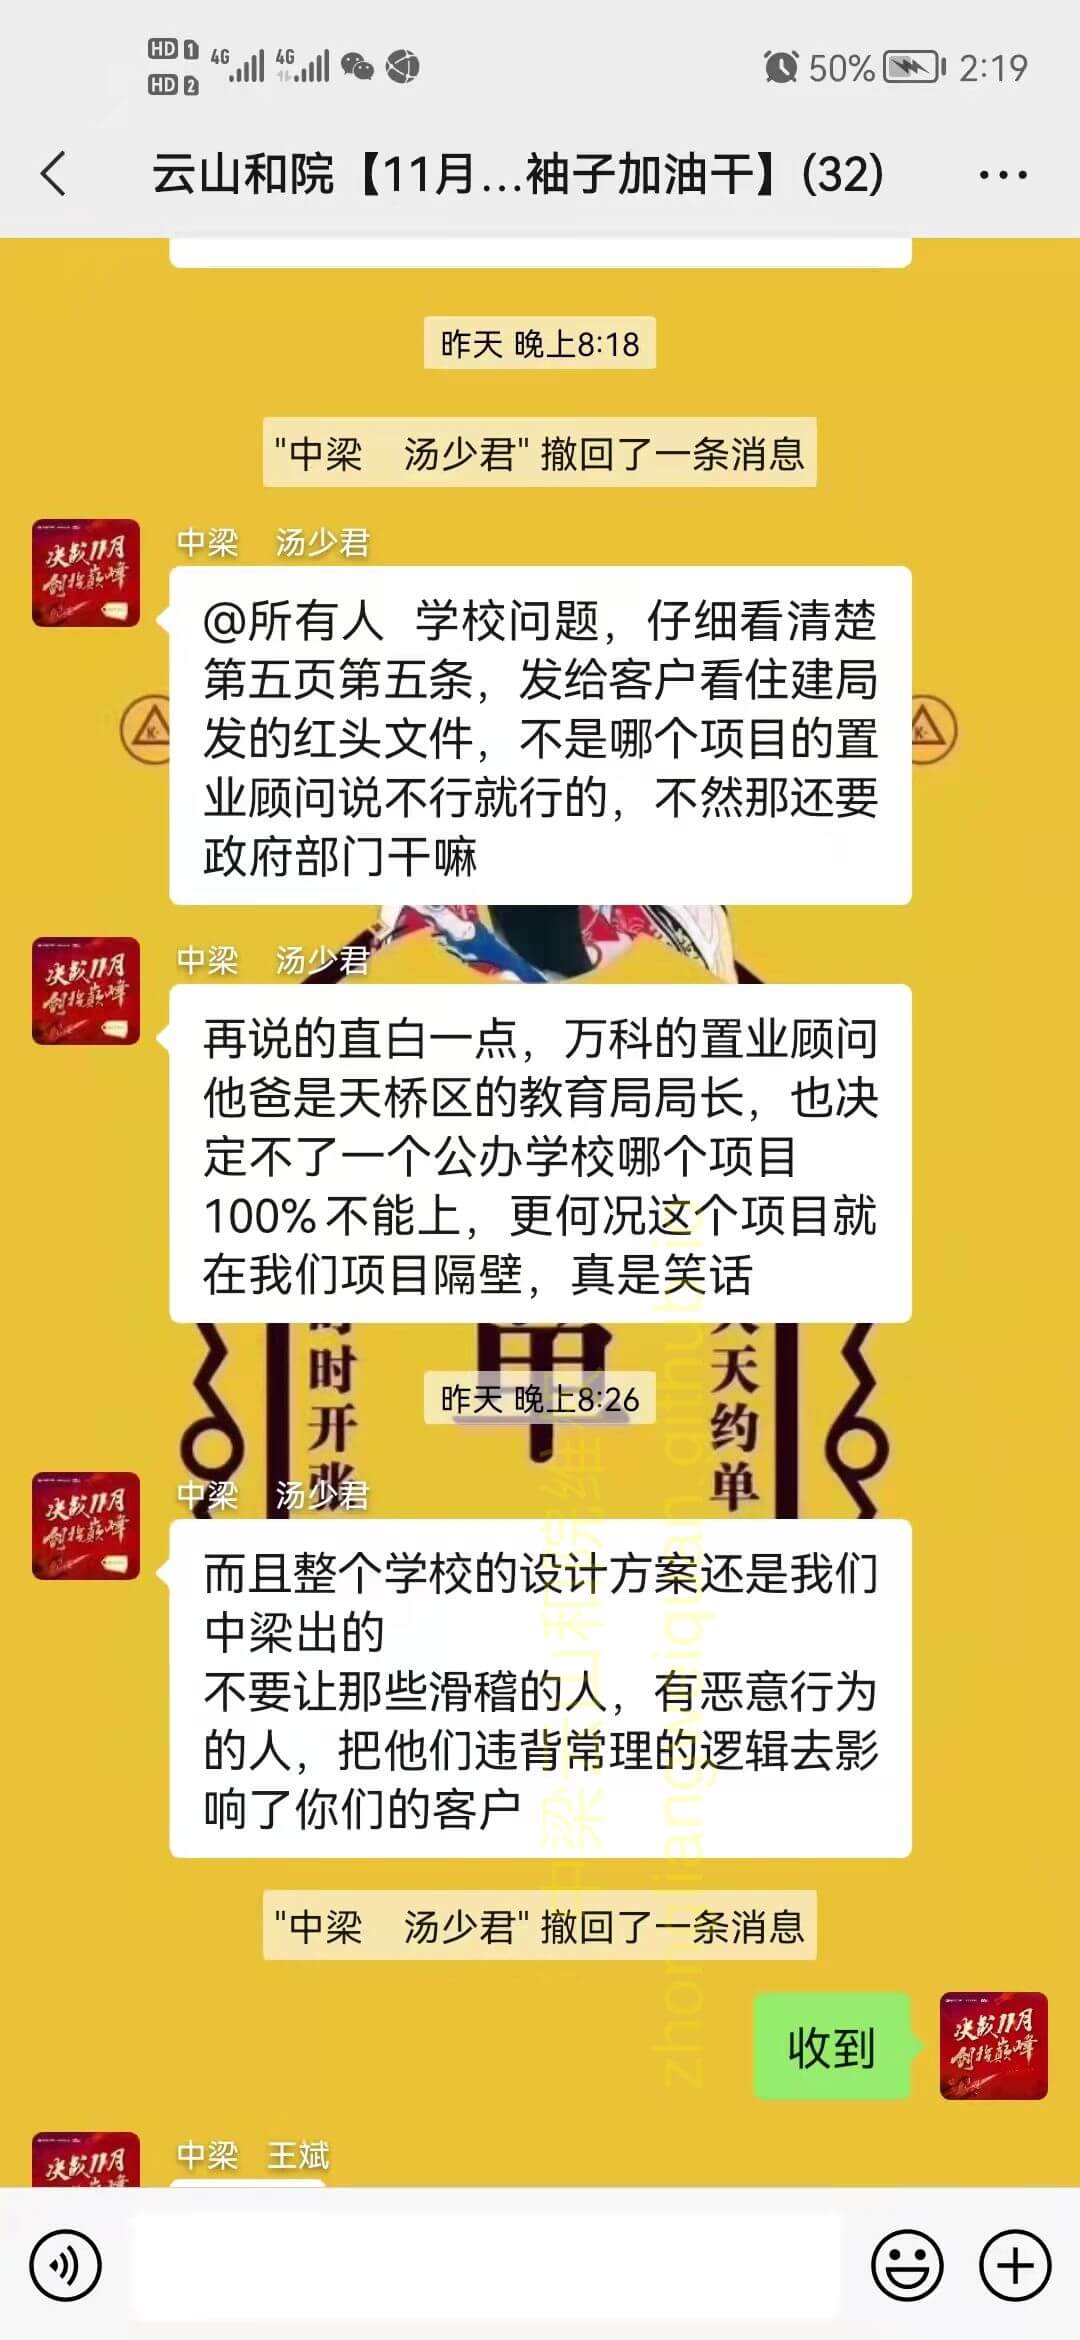 HD 1 4G 4G 50% 2:19
HD 2
云山和院【11月...袖子加油干】(32)
昨天 晚上8:18
"中梁 汤少君" 撤回了一条消息
中梁 汤少君
@所有人 学校问题，仔细看清楚
第五页第五条，发给客户看住建局
发的红头文件，不是哪个项目的置
业顾问说不行就行的，不然那还要
政府部门干嘛
决战11月
创指巅峰
中梁 汤少君
再说的直白一点，万科的置业顾问
他爸是天桥区的教育局局长，也决
定不了一个公办学校哪个项目
100%不能上，更何况这个项目就
在我们项目隔壁，真是笑话
决战11月
创指巅峰
时开张
单
天天约单
昨天 晚上8:26
中梁 汤少君
而且整个学校的设计方案还是我们
中梁出的
不要让那些滑稽的人，有恶意行为
的人，把他们违背常理的逻辑去影
响了你们的客户
决战11月
创指巅峰
"中梁 汤少君" 撤回了一条消息
收到
决战11月
创指巅峰
中梁 王斌
决战11月
中梁云山和院维权
zhongliangweiquan.github.io